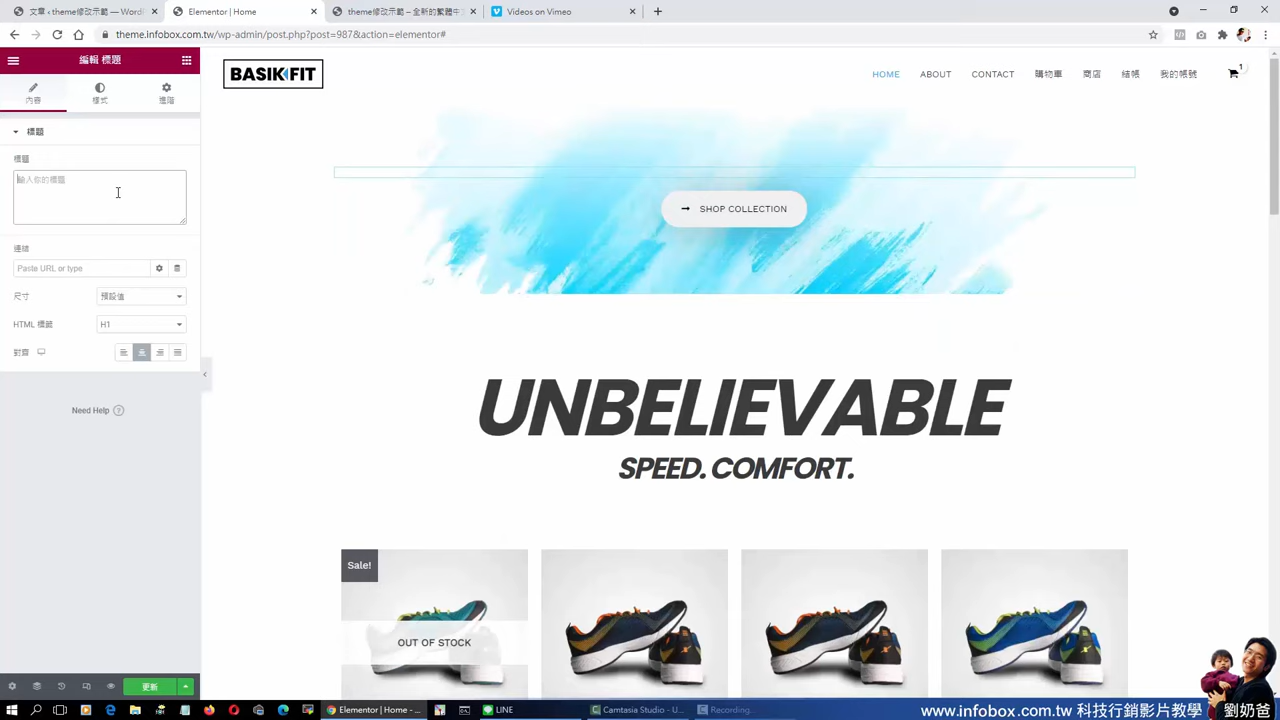 文章 ‹ theme修改示範 — WordP
Elementor | Home
theme修改示範 – 全新的繁體中文
Videos on Vimeo
theme.infobox.com.tw/wp-admin/post.php?post=987&action=elementor#
編輯 標題
內容
樣式
進階
標題
標題
輸入你的標題
連結
Paste URL or type
尺寸
預設值
HTML 標籤
H1
對齊
Need Help ?
更新
BASIK FIT
HOME
ABOUT
CONTACT
購物車
商店
結帳
我的帳號
1
SHOP COLLECTION
UNBELIEVABLE
SPEED. COMFORT.
Sale!
OUT OF STOCK
Elementor | Home - ...
LINE
Camtasia Studio - U...
Recording...
www.infobox.com.tw 科技行銷影片教學
劉奶爸